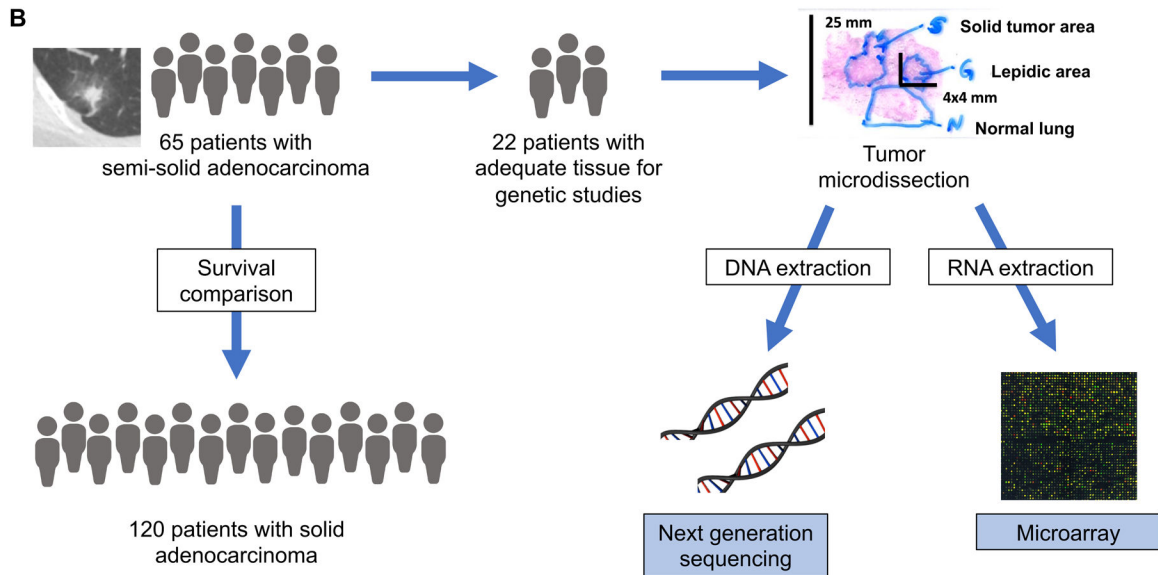 B
65 patients with
semi-solid adenocarcinoma
22 patients with
adequate tissue for
genetic studies
25 mm
S
Solid tumor area
G
Lepidic area
4x4 mm
N
Normal lung
Tumor
microdissection
Survival
comparison
DNA extraction
RNA extraction
120 patients with solid
adenocarcinoma
Next generation
sequencing
Microarray